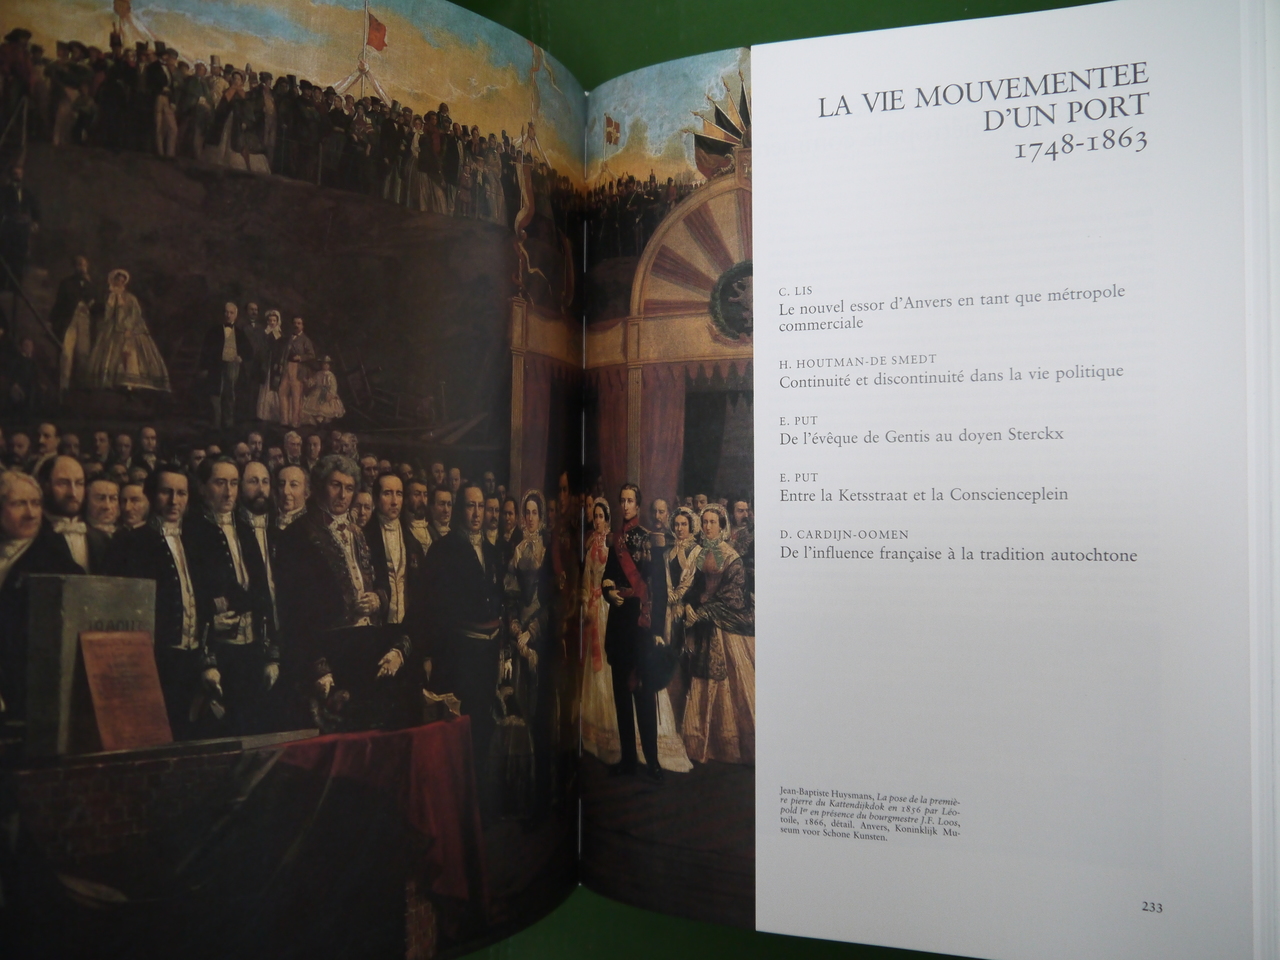 LA VIE MOUVEMENTEE
D'UN PORT
1748-1863
C. LIS
Le nouvel essor d'Anvers en tant que métropole
commerciale
H. HOUTMAN-DE SMEDT
Continuité et discontinuité dans la vie politique
E. PUT
De l'évêque de Gentis au doyen Sterckx
E. PUT
Entre la Ketsstraat et la Conscienceplein
D. CARDIJN-OOMEN
De l'influence française à la tradition autochtone
Jean-Baptiste Huysmans, La pose de la premiè-
re pierre du Kattendijkdok en 1856 par Léo-
pold Ier en présence du bourgmestre J.F. Loos,
toile, 1866, détail. Anvers, Koninklijk Mu-
seum voor Schone Kunsten.
233